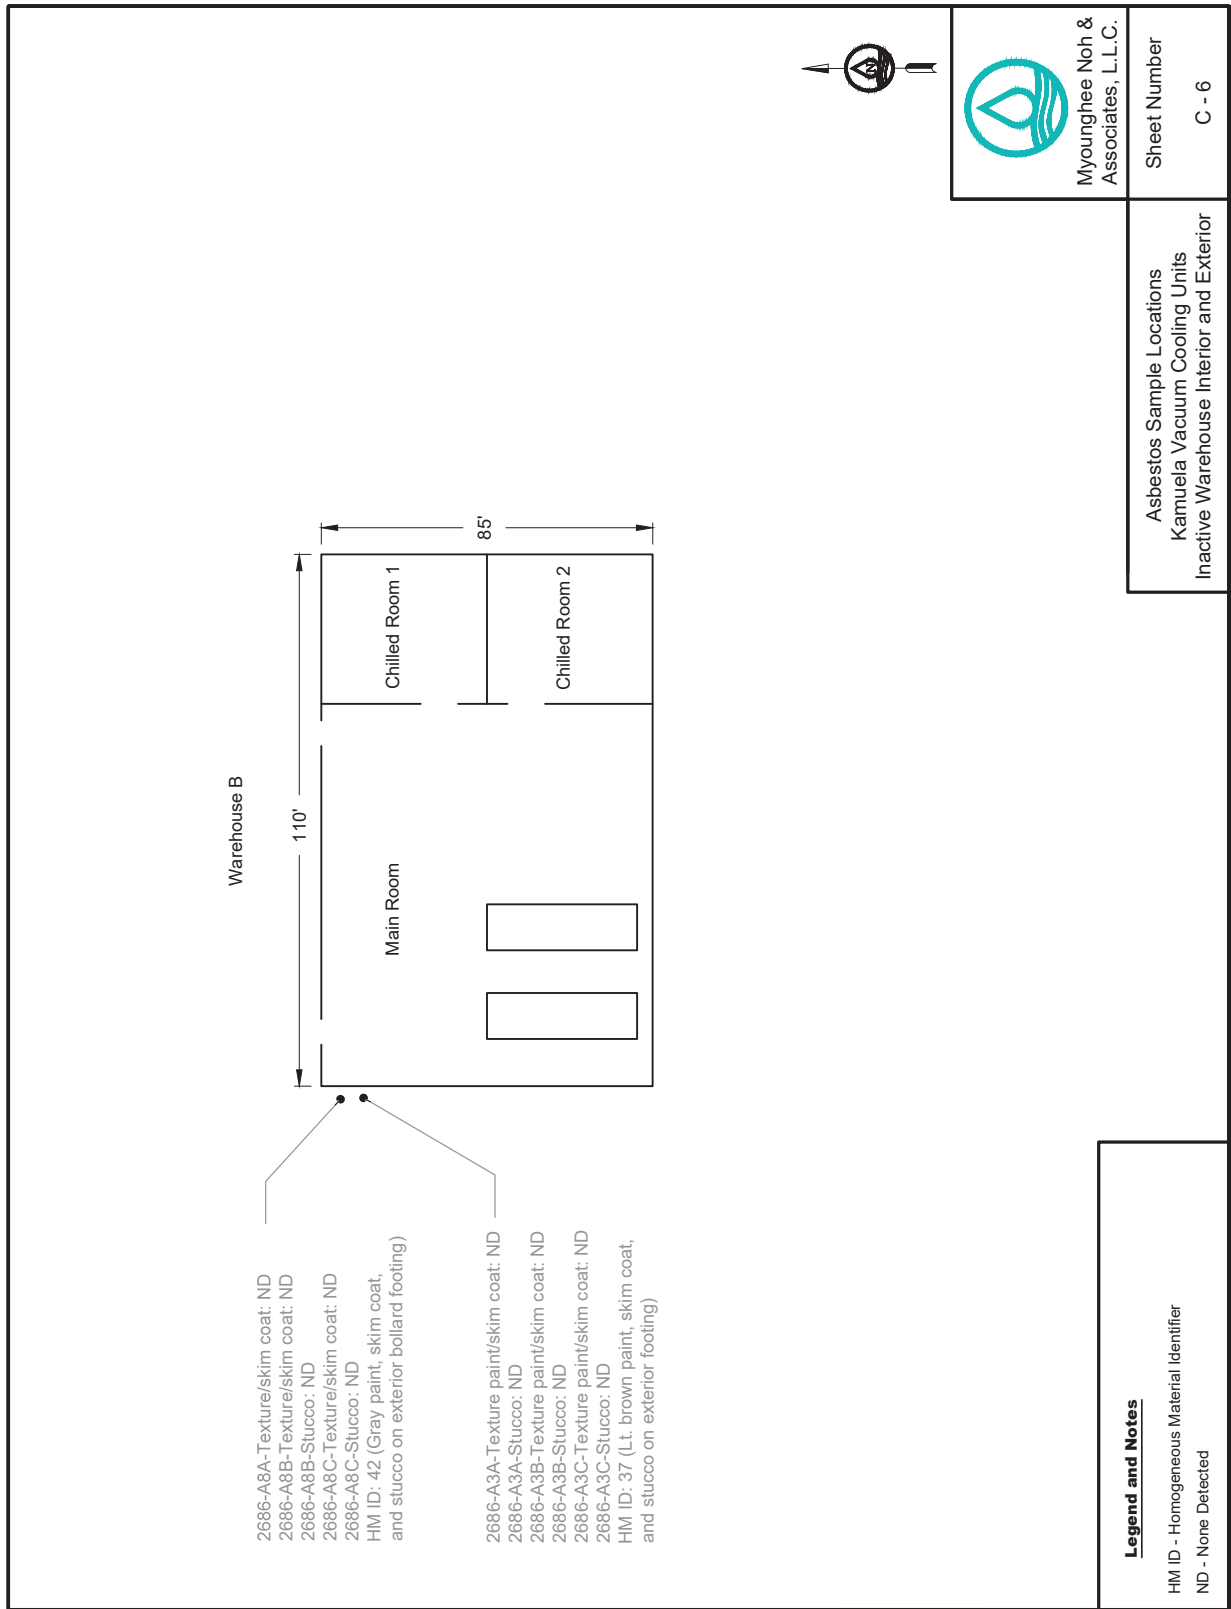 Warehouse B
110'
85'
Main Room
Chilled Room 1
Chilled Room 2
2686-A8A-Texture/skim coat: ND
2686-A8B-Texture/skim coat: ND
2686-A8B-Stucco: ND
2686-A8C-Texture/skim coat: ND
2686-A8C-Stucco: ND
HM ID: 42 (Gray paint, skim coat,
and stucco on exterior bollard footing)
2686-A3A-Texture paint/skim coat: ND
2686-A3A-Stucco: ND
2686-A3B-Texture paint/skim coat: ND
2686-A3B-Stucco: ND
2686-A3C-Texture paint/skim coat: ND
2686-A3C-Stucco: ND
HM ID: 37 (Lt. brown paint, skim coat,
and stucco on exterior footing)
N
Legend and Notes
HM ID - Homogeneous Material Identifier
ND - None Detected
Asbestos Sample Locations
Kamuela Vacuum Cooling Units
Inactive Warehouse Interior and Exterior
Myounghee Noh &
Associates, L.L.C.
Sheet Number
C - 6